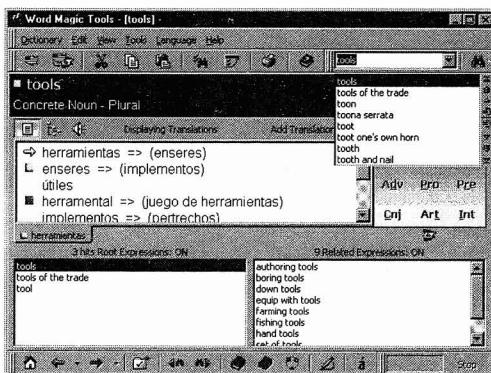 Word Magic Tools - [tools]
Dictionary Edit View Tools Language Help
tools
tools
tools of the trade
toon
toona serrata
toot
toot one's own horn
tooth
tooth and nail
tools
Concrete Noun - Plural
Displaying Translations
Add Translation
herramientas => (enseres)
enseres => (implementos)
útiles
herramental => (juego de herramientas)
implementos => (pertrechos)
Adv Pro Pre
Cnj Art Int
herramientas
3 hits Root Expressions: ON
9 Related Expressions: ON
tools
tools of the trade
tool
authoring tools
boring tools
down tools
equip with tools
farming tools
fishing tools
hand tools
set of tools
Stop